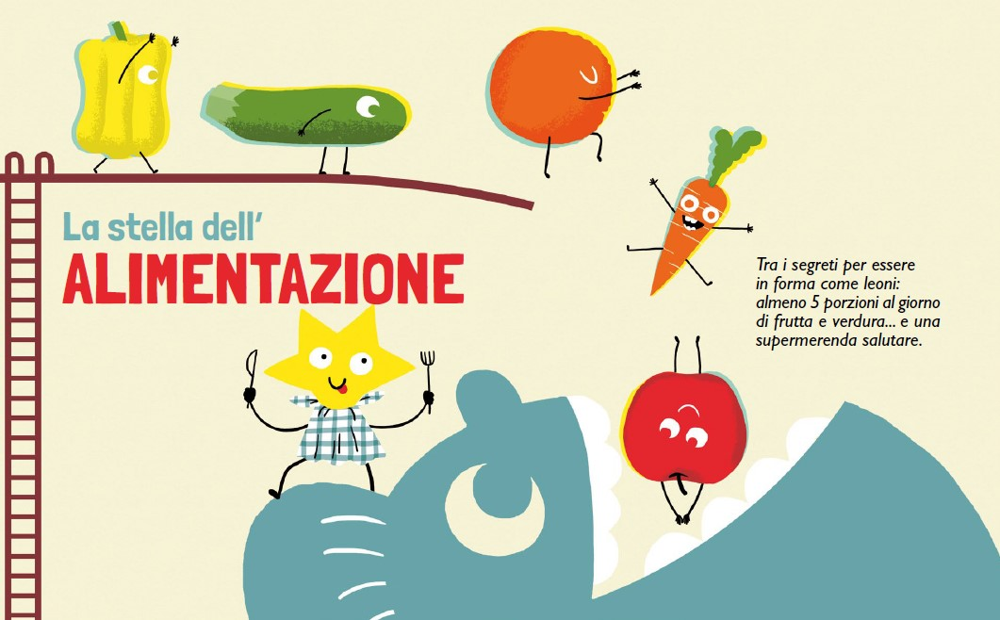 La stella dell‘
ALIMENTAZIONE
Tra i segreti per essere
in forma come leoni:
almeno 5 porzioni al giorno
di frutta e verdura... e una
supermerenda salutare.